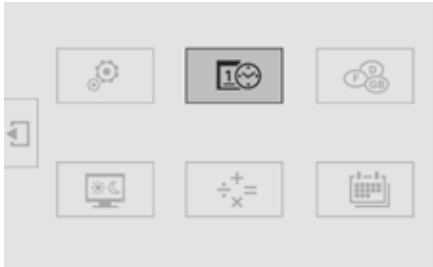 1
F D GB
÷ + × =